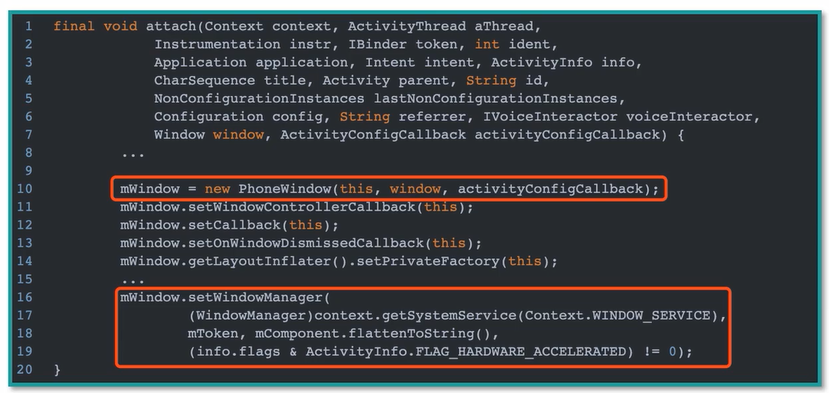 1 final void attach(Context context, ActivityThread aThread,
2 Instrumentation instr, IBinder token, int ident,
3 Application application, Intent intent, ActivityInfo info,
4 CharSequence title, Activity parent, String id,
5 NonConfigurationInstances lastNonConfigurationInstances,
6 Configuration config, String referrer, IVoiceInteractor voiceInteractor,
7 Window window, ActivityConfigCallback activityConfigCallback) {
8 ...
9
10 mWindow = new PhoneWindow(this, window, activityConfigCallback);
11 mWindow.setWindowControllerCallback(this);
12 mWindow.setCallback(this);
13 mWindow.setOnWindowDismissedCallback(this);
14 mWindow.getLayoutInflater().setPrivateFactory(this);
15 ...
16 mWindow.setWindowManager(
17 (WindowManager)context.getSystemService(Context.WINDOW_SERVICE),
18 mToken, mComponent.flattenToString(),
19 (info.flags & ActivityInfo.FLAG_HARDWARE_ACCELERATED) != 0);
20 }